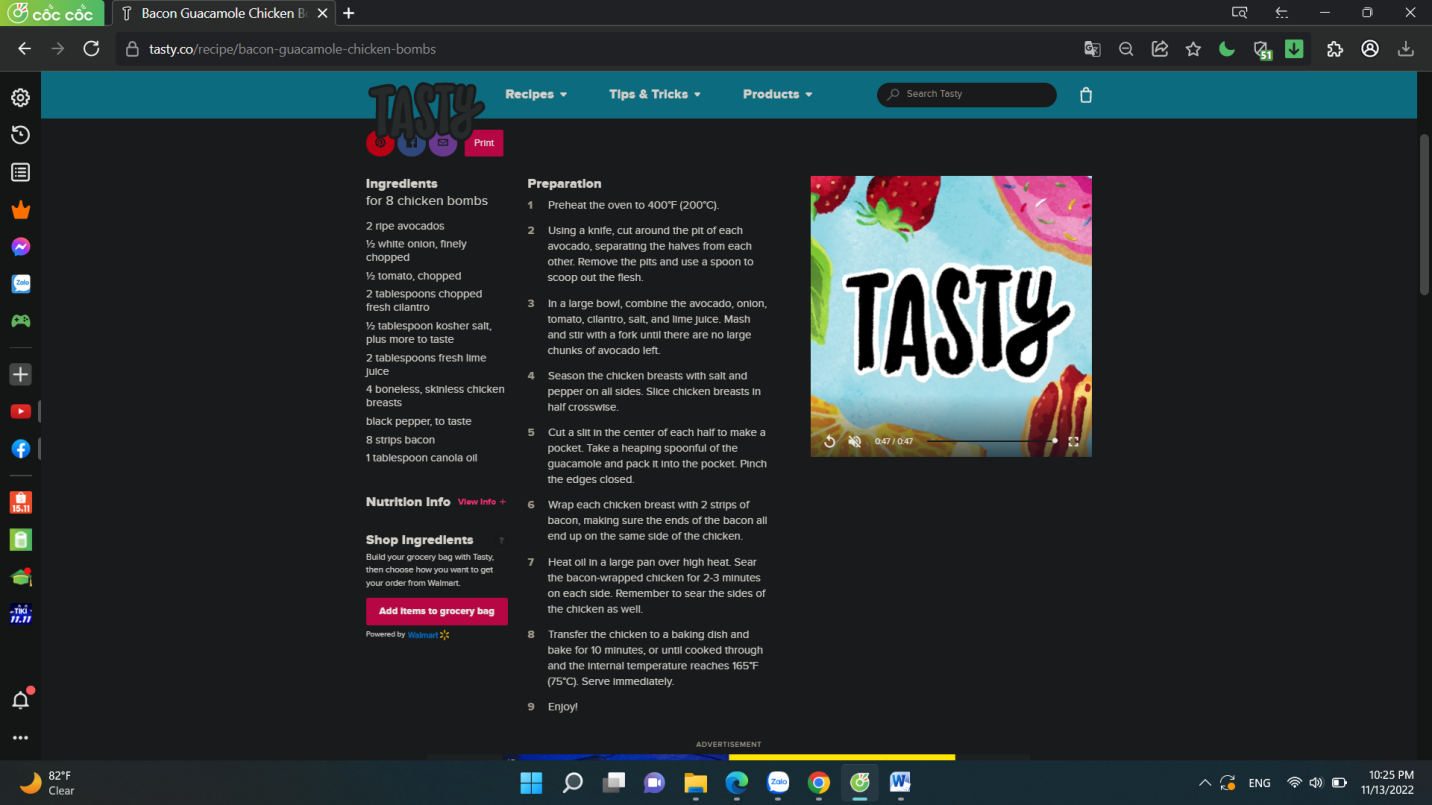 cốc cốc
Bacon Guacamole Chicken B
tasty.co/recipe/bacon-guacamole-chicken-bombs
51
TASTY
Recipes
Tips & Tricks
Products
Search Tasty
Print
Ingredients
for 8 chicken bombs
2 ripe avocados
½ white onion, finely
chopped
½ tomato, chopped
2 tablespoons chopped
fresh cilantro
½ tablespoon kosher salt,
plus more to taste
2 tablespoons fresh lime
juice
4 boneless, skinless chicken
breasts
black pepper, to taste
8 strips bacon
1 tablespoon canola oil
Nutrition Info View Info +
Shop Ingredients ?
Build your grocery bag with Tasty,
then choose how you want to get
your order from Walmart.
Add items to grocery bag
Powered by Walmart
Preparation
1 Preheat the oven to 400°F (200°C).
2 Using a knife, cut around the pit of each
avocado, separating the halves from each
other. Remove the pits and use a spoon to
scoop out the flesh.
3 In a large bowl, combine the avocado, onion,
tomato, cilantro, salt, and lime juice. Mash
and stir with a fork until there are no large
chunks of avocado left.
4 Season the chicken breasts with salt and
pepper on all sides. Slice chicken breasts in
half crosswise.
5 Cut a slit in the center of each half to make a
pocket. Take a heaping spoonful of the
guacamole and pack it into the pocket. Pinch
the edges closed.
6 Wrap each chicken breast with 2 strips of
bacon, making sure the ends of the bacon all
end up on the same side of the chicken.
7 Heat oil in a large pan over high heat. Sear
the bacon-wrapped chicken for 2-3 minutes
on each side. Remember to sear the sides of
the chicken as well.
8 Transfer the chicken to a baking dish and
bake for 10 minutes, or until cooked through
and the internal temperature reaches 165°F
(75°C). Serve immediately.
9 Enjoy!
TASTY
0:47 / 0:47
ADVERTISEMENT
Zalo
15.11
TIKI
11.11
82°F
Clear
Zalo
ENG
10:25 PM
11/13/2022